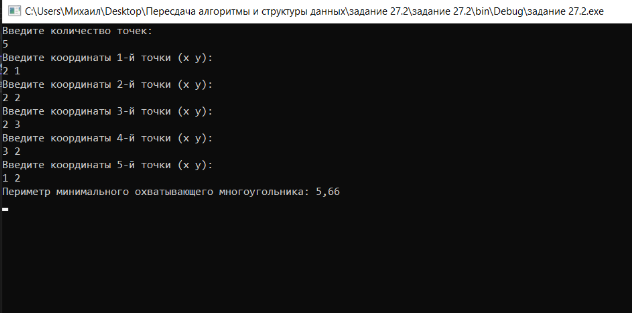 C:\Users\Михаил\Desktop\Пересдача алгоритмы и структуры данных\задание 27.2\задание 27.2\bin\Debug\задание 27.2.exe
Введите количество точек:
5
Введите координаты 1-й точки (x y):
2 1
Введите координаты 2-й точки (x y):
2 2
Введите координаты 3-й точки (x y):
2 3
Введите координаты 4-й точки (x y):
3 2
Введите координаты 5-й точки (x y):
1 2
Периметр минимального охватывающего многоугольника: 5,66